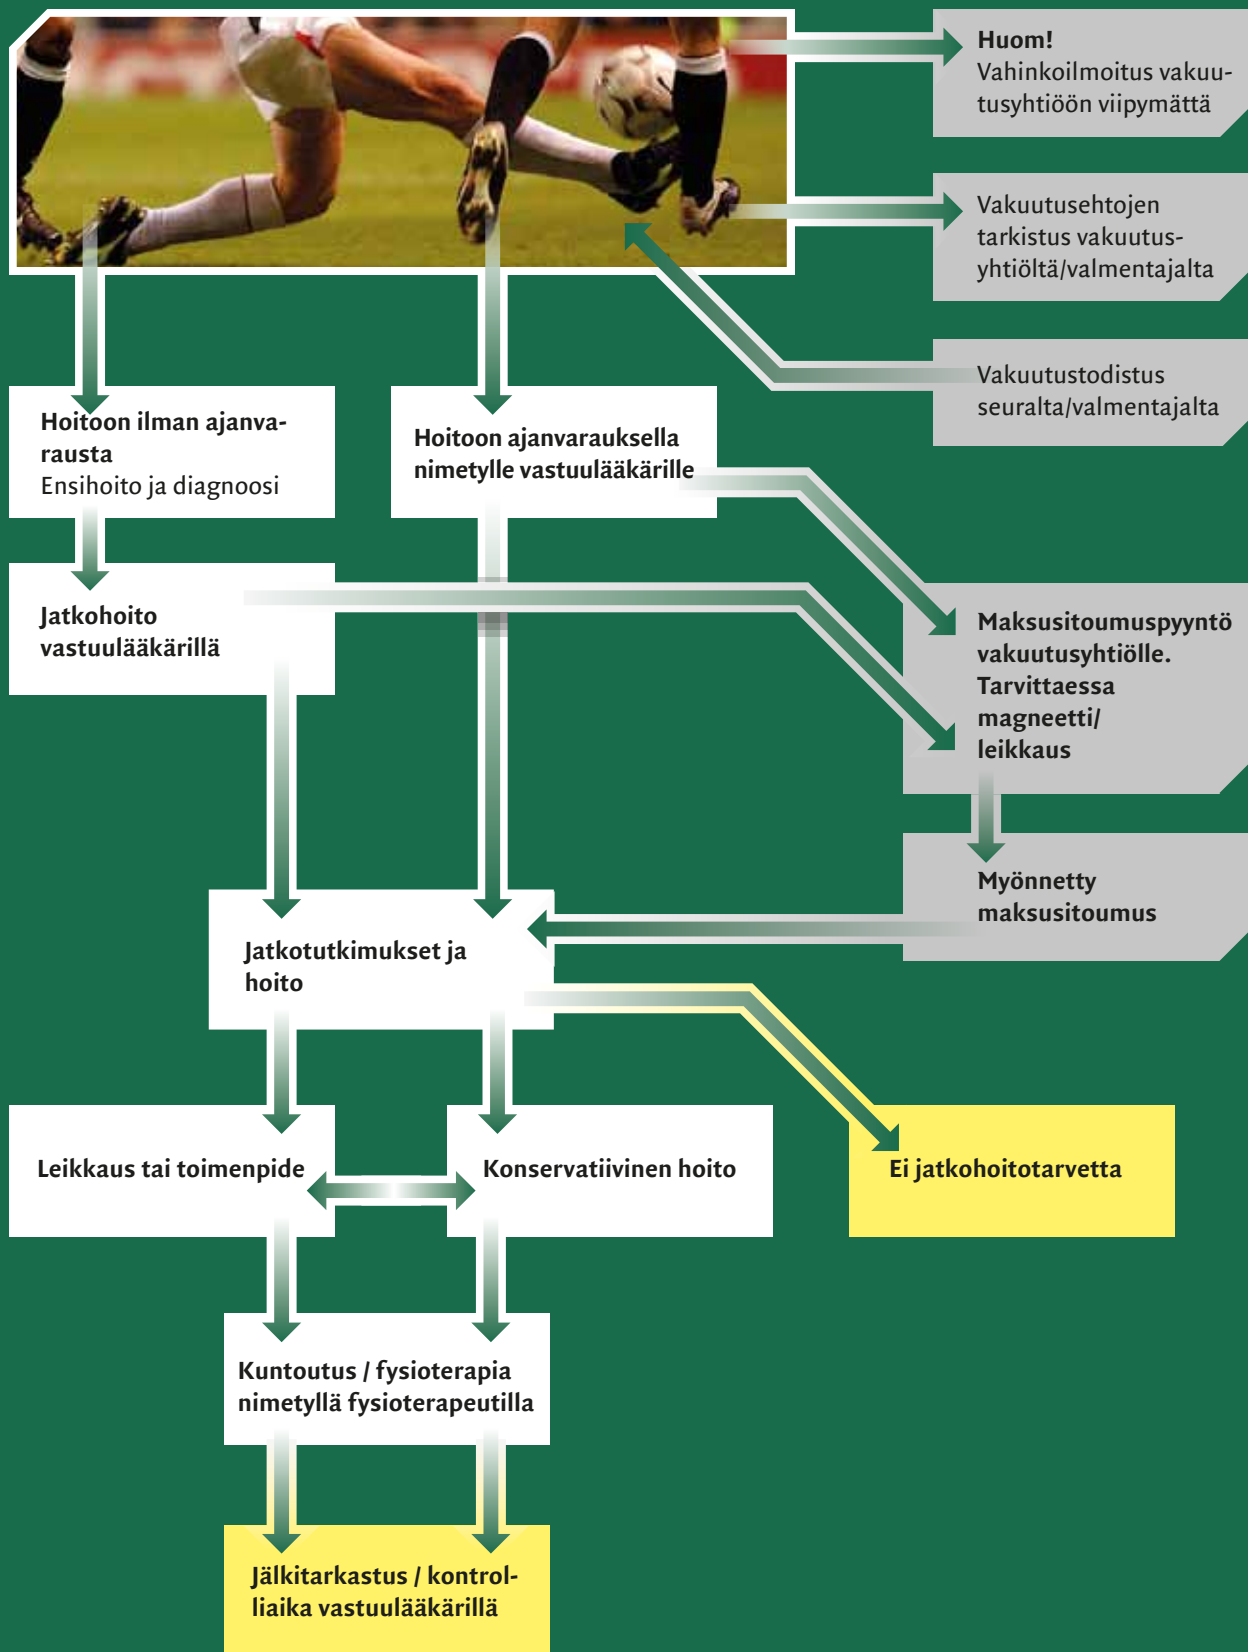 Huom!
Vahinkoilmoitus vakuu-
tusyhtiöön viipymättä
Vakuutusehtojen
tarkistus vakuutus-
yhtiöltä/valmentajalta
Vakuutustodistus
seuralta/valmentajalta
Hoitoon ilman ajanva-
rausta
Ensihoito ja diagnoosi
Hoitoon ajanvarauksella
nimetylle vastuulääkärille
Jatkohoito
vastuulääkärillä
Maksusitoumuspyyntö
vakuutusyhtiölle.
Tarvittaessa
magneetti/
leikkaus
Myönnetty
maksusitoumus
Jatkotutkimukset ja
hoito
Leikkaus tai toimenpide
Konservatiivinen hoito
Ei jatkohoitotarvetta
Kuntoutus / fysioterapia
nimetyllä fysioterapeutilla
Jälkitarkastus / kontrol-
liaika vastuulääkärillä